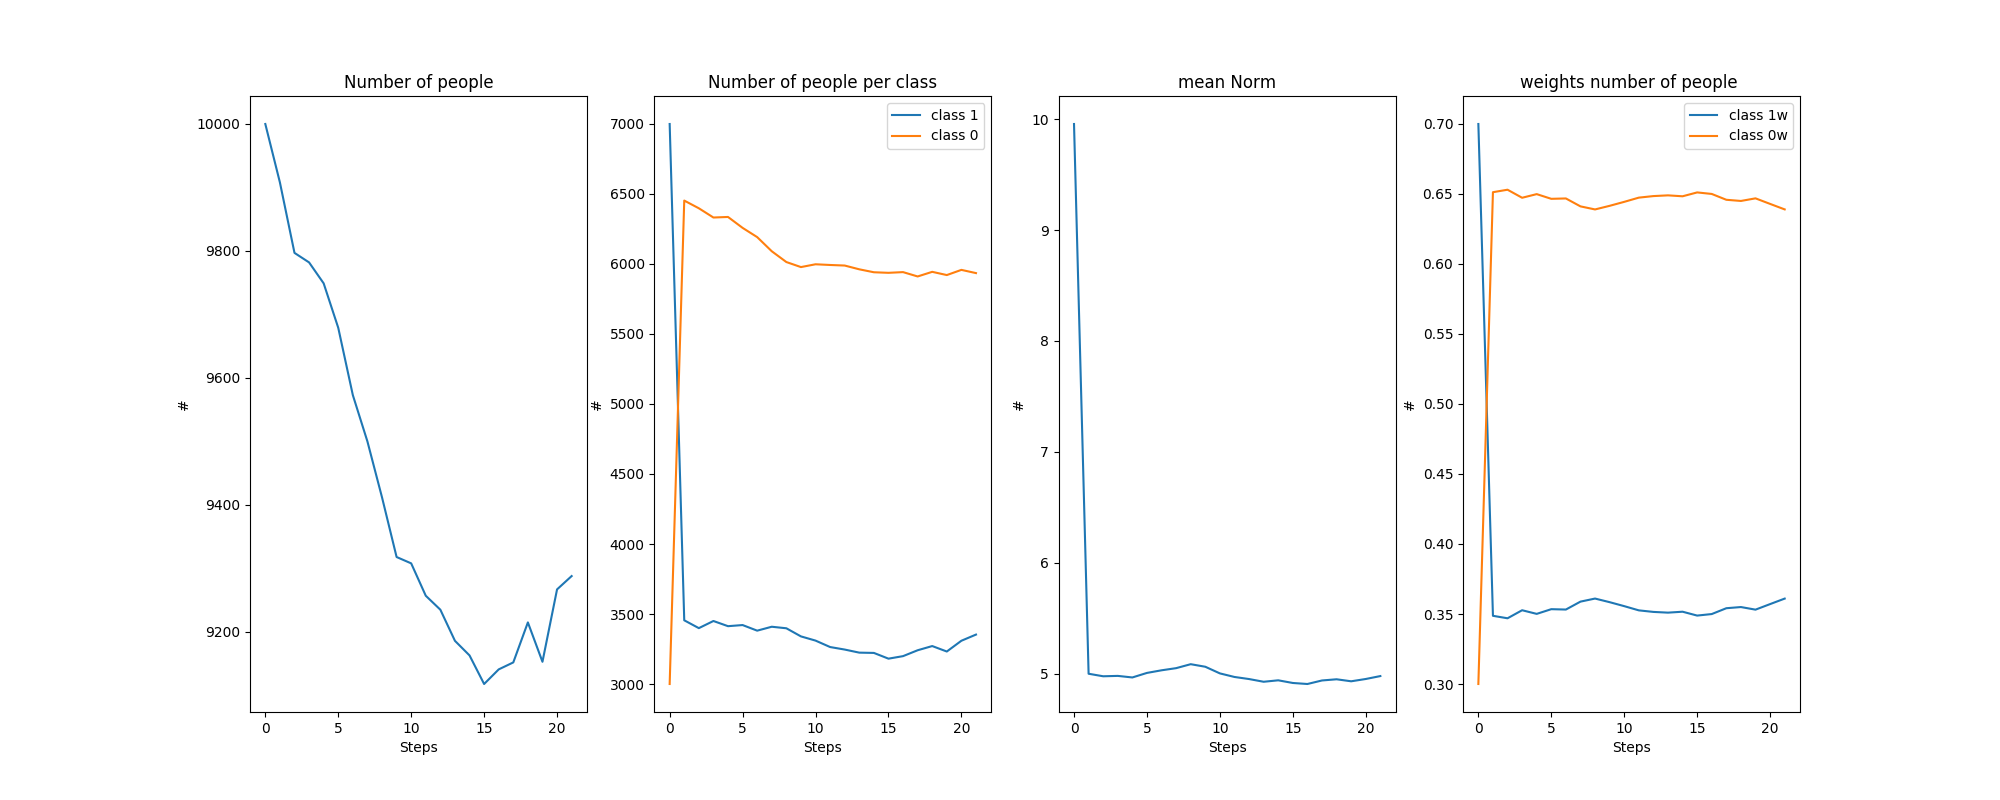 Number of people
10000
9800
9600
9400
9200
#
0 5 10 15 20
Steps
Number of people per class
class 1
class 0
7000
6500
6000
5500
5000
4500
4000
3500
3000
#
0 5 10 15 20
Steps
mean Norm
10
9
8
7
6
5
#
0 5 10 15 20
Steps
weights number of people
class 1w
class 0w
0.70
0.65
0.60
0.55
0.50
0.45
0.40
0.35
0.30
#
0 5 10 15 20
Steps